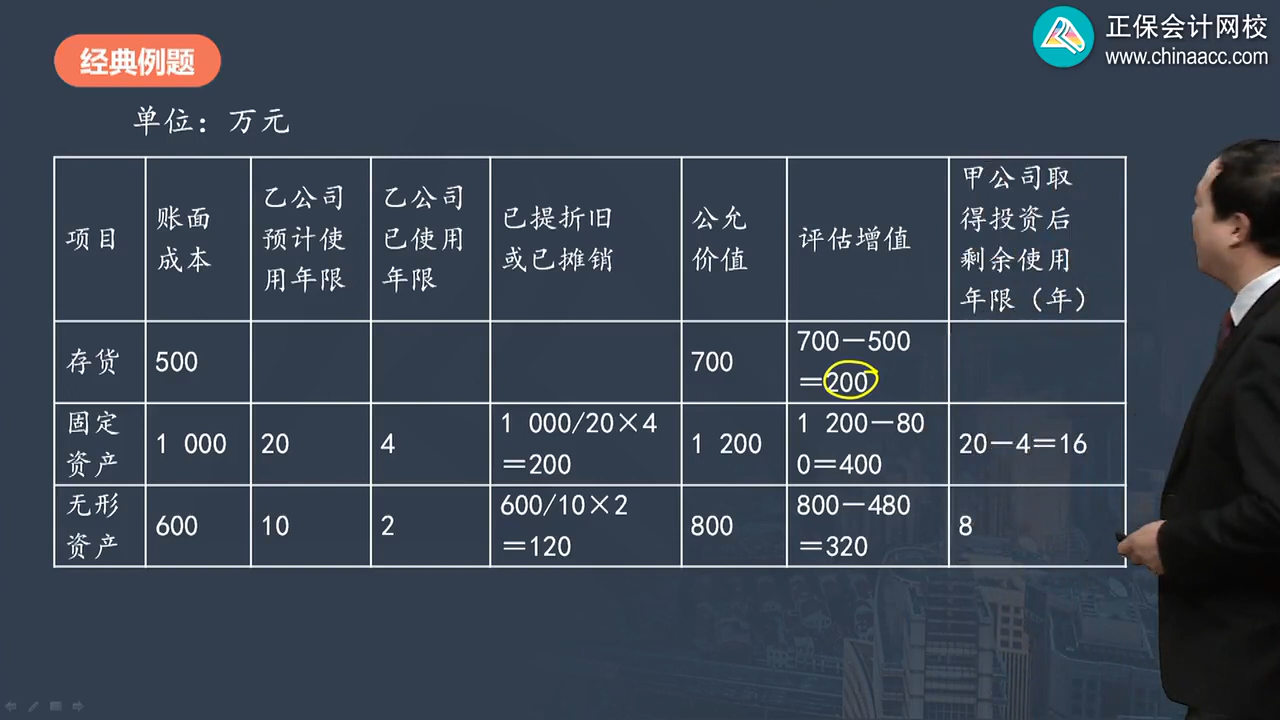 正保会计网校
www.chinaacc.com
经典例题
单位：万元
项目
账面
成本
乙公司
预计使
用年限
乙公司
已使用
年限
已提折旧
或已摊销
公允
价值
评估增值
甲公司取
得投资后
剩余使用
年限（年）
存货
500
700
700－500
＝200
固定
资产
1 000
20
4
1 000/20×4
＝200
1 200
1 200－80
0＝400
20－4＝16
无形
资产
600
10
2
600/10×2
＝120
800
800－480
＝320
8